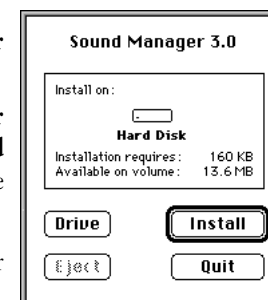 Sound Manager 3.0
Install on:
Hard Disk
Installation requires: 160 KB
Available on volume: 13.6 MB
Drive Install
Eject Quit